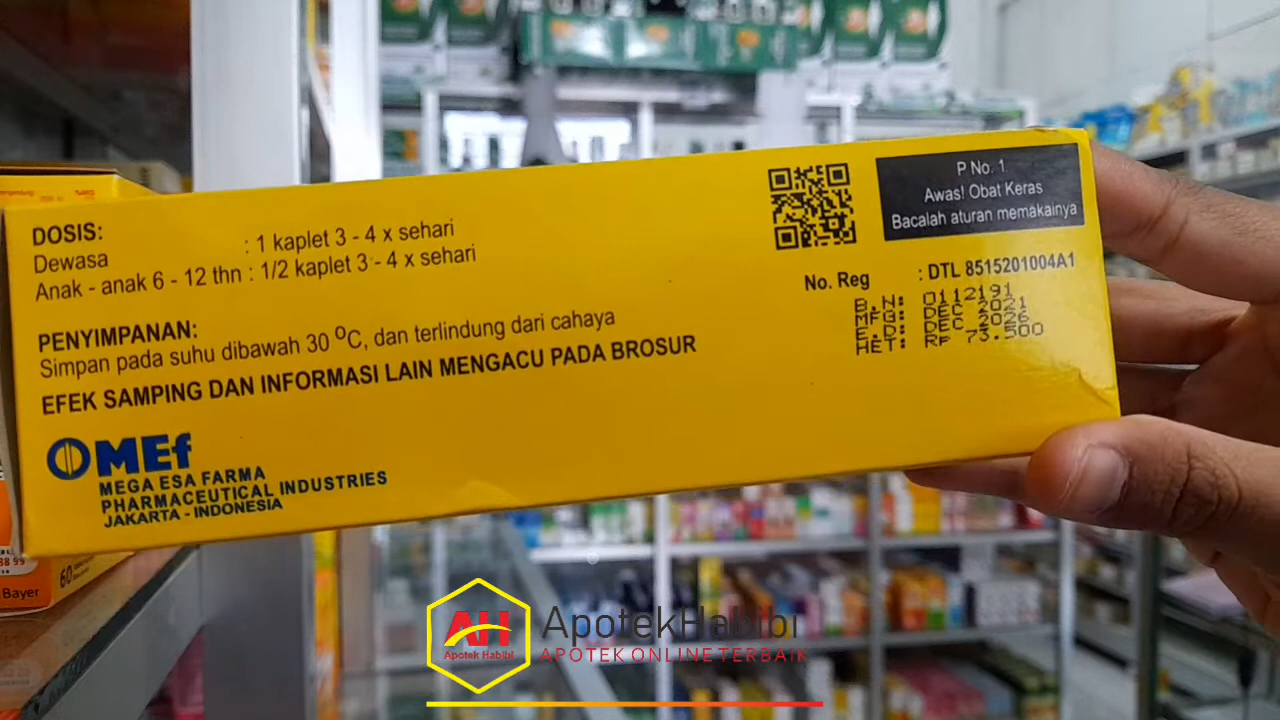 DOSIS:
Dewasa : 1 kaplet 3 - 4 x sehari
Anak - anak 6 - 12 thn : 1/2 kaplet 3 - 4 x sehari
PENYIMPANAN:
Simpan pada suhu dibawah 30 °C, dan terlindung dari cahaya
EFEK SAMPING DAN INFORMASI LAIN MENGACU PADA BROSUR
MEf
MEGA ESA FARMA
PHARMACEUTICAL INDUSTRIES
JAKARTA - INDONESIA
P No. 1
Awas! Obat Keras
Bacalah aturan memakainya
No. Reg : DTL 8515201004A1
B.N: 0112191
MFG: DEC 2021
E.D: DEC 2026
HET: RP 73.500
60
Bayer
AH
Apotek Habibi
ApotekHabibi
APOTEK ONLINE TERBAIK